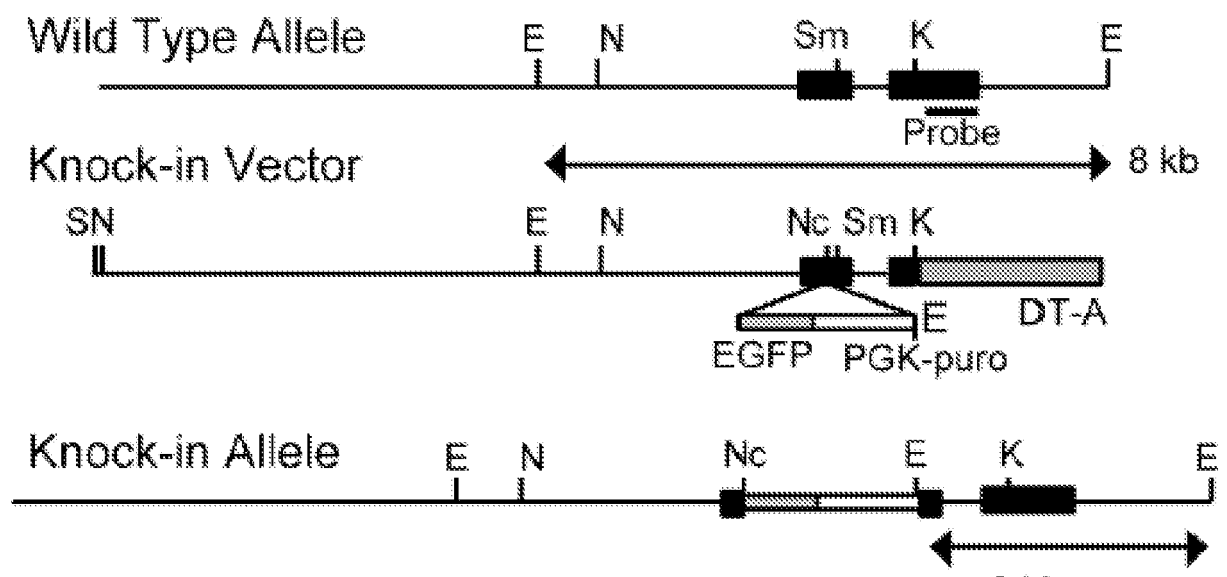 Wild Type Allele E N Sm K E
Probe
Knock-in Vector 8 kb
SN E N Nc Sm K
E DT-A
EGFP PGK-puro
Knock-in Allele E N Nc E K E